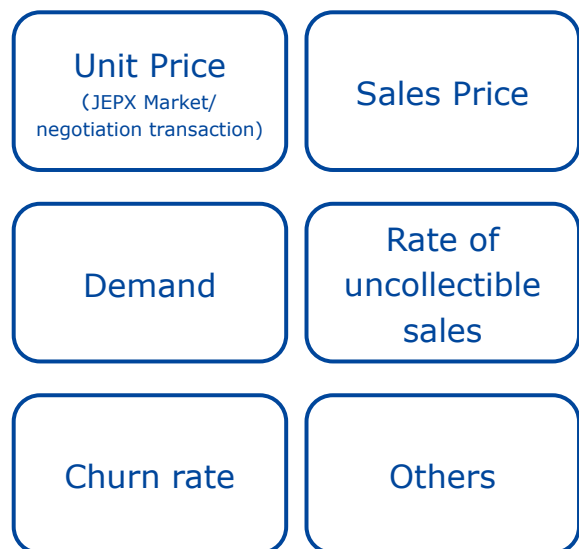 Unit Price
(JEPX Market/
negotiation transaction)
Sales Price
Demand
Rate of
uncollectible
sales
Churn rate
Others